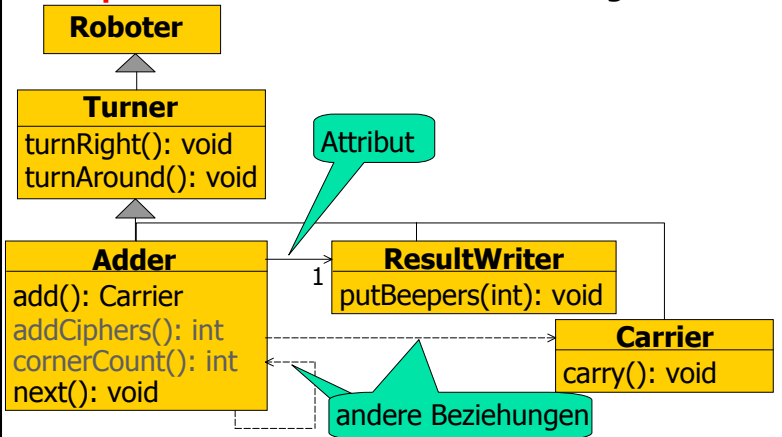 Roboter
Turner
turnRight(): void
turnAround(): void
Attribut
Adder
add(): Carrier
addCiphers(): int
cornerCount(): int
next(): void
1
ResultWriter
putBeepers(int): void
Carrier
carry(): void
andere Beziehungen